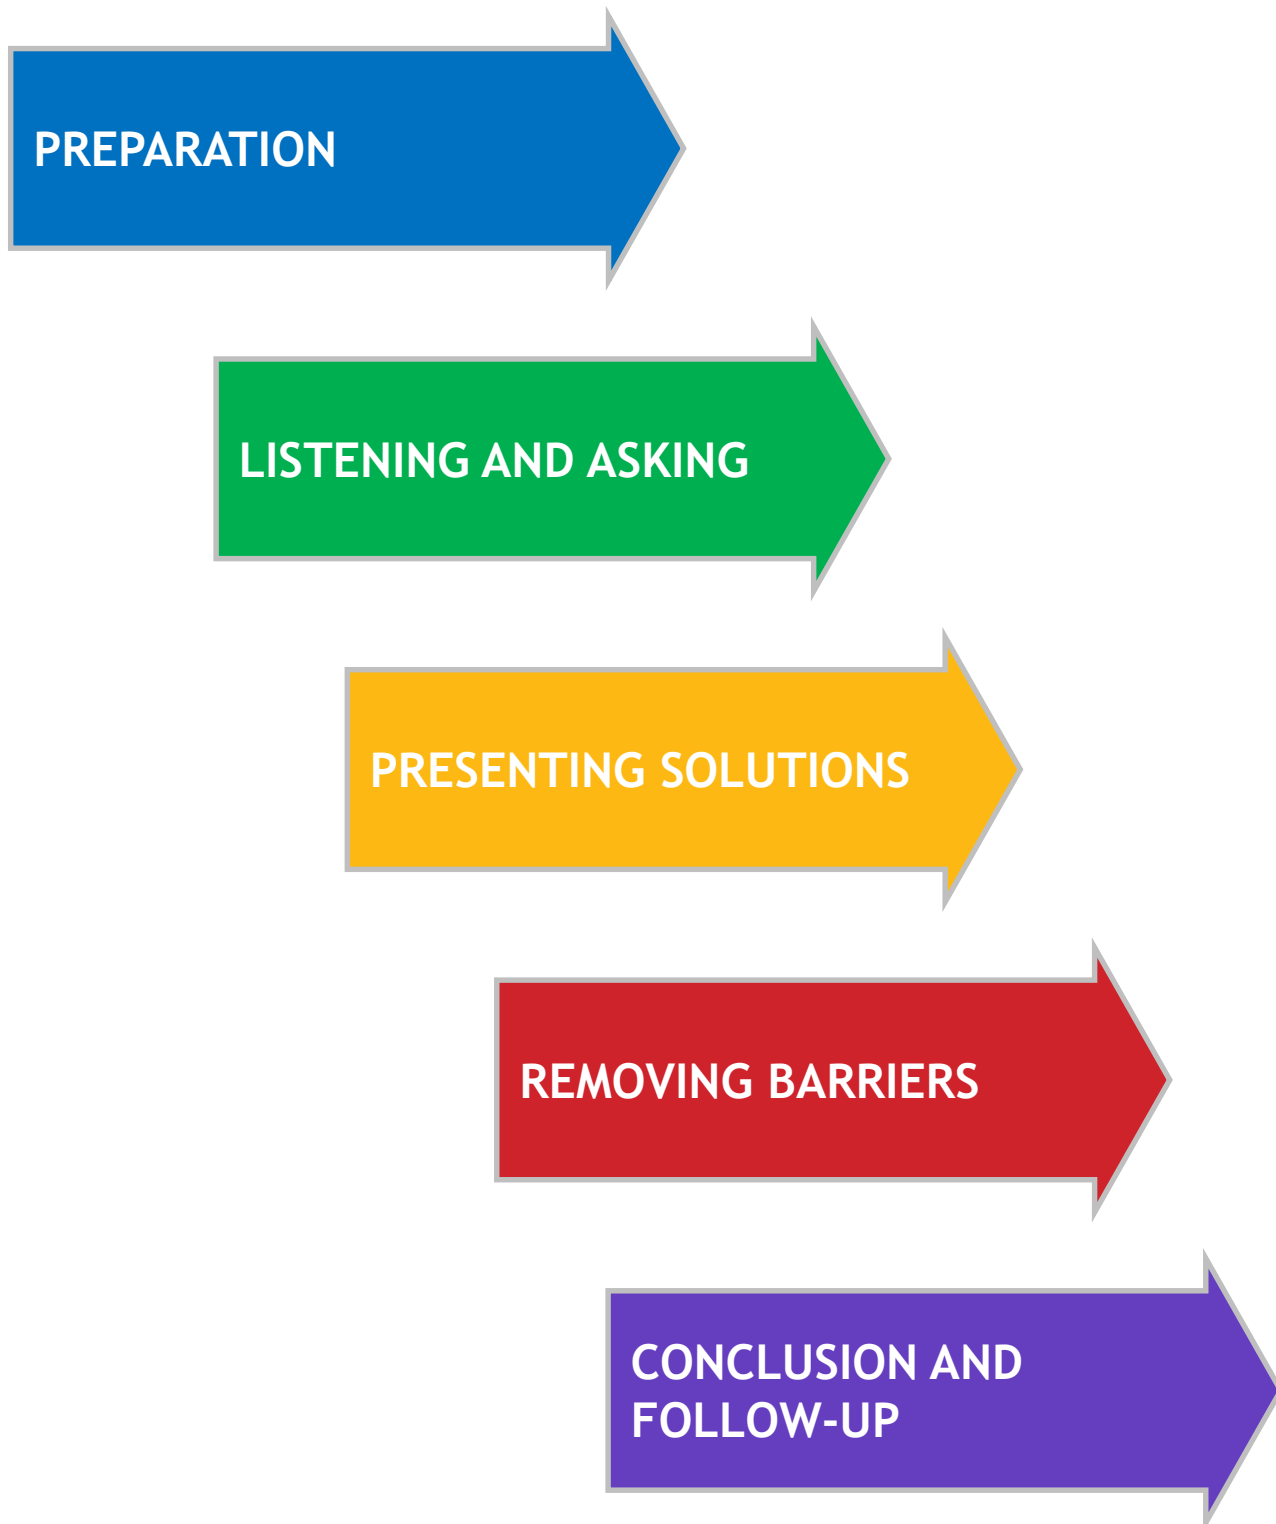 PREPARATION
LISTENING AND ASKING
PRESENTING SOLUTIONS
REMOVING BARRIERS
CONCLUSION AND
FOLLOW-UP